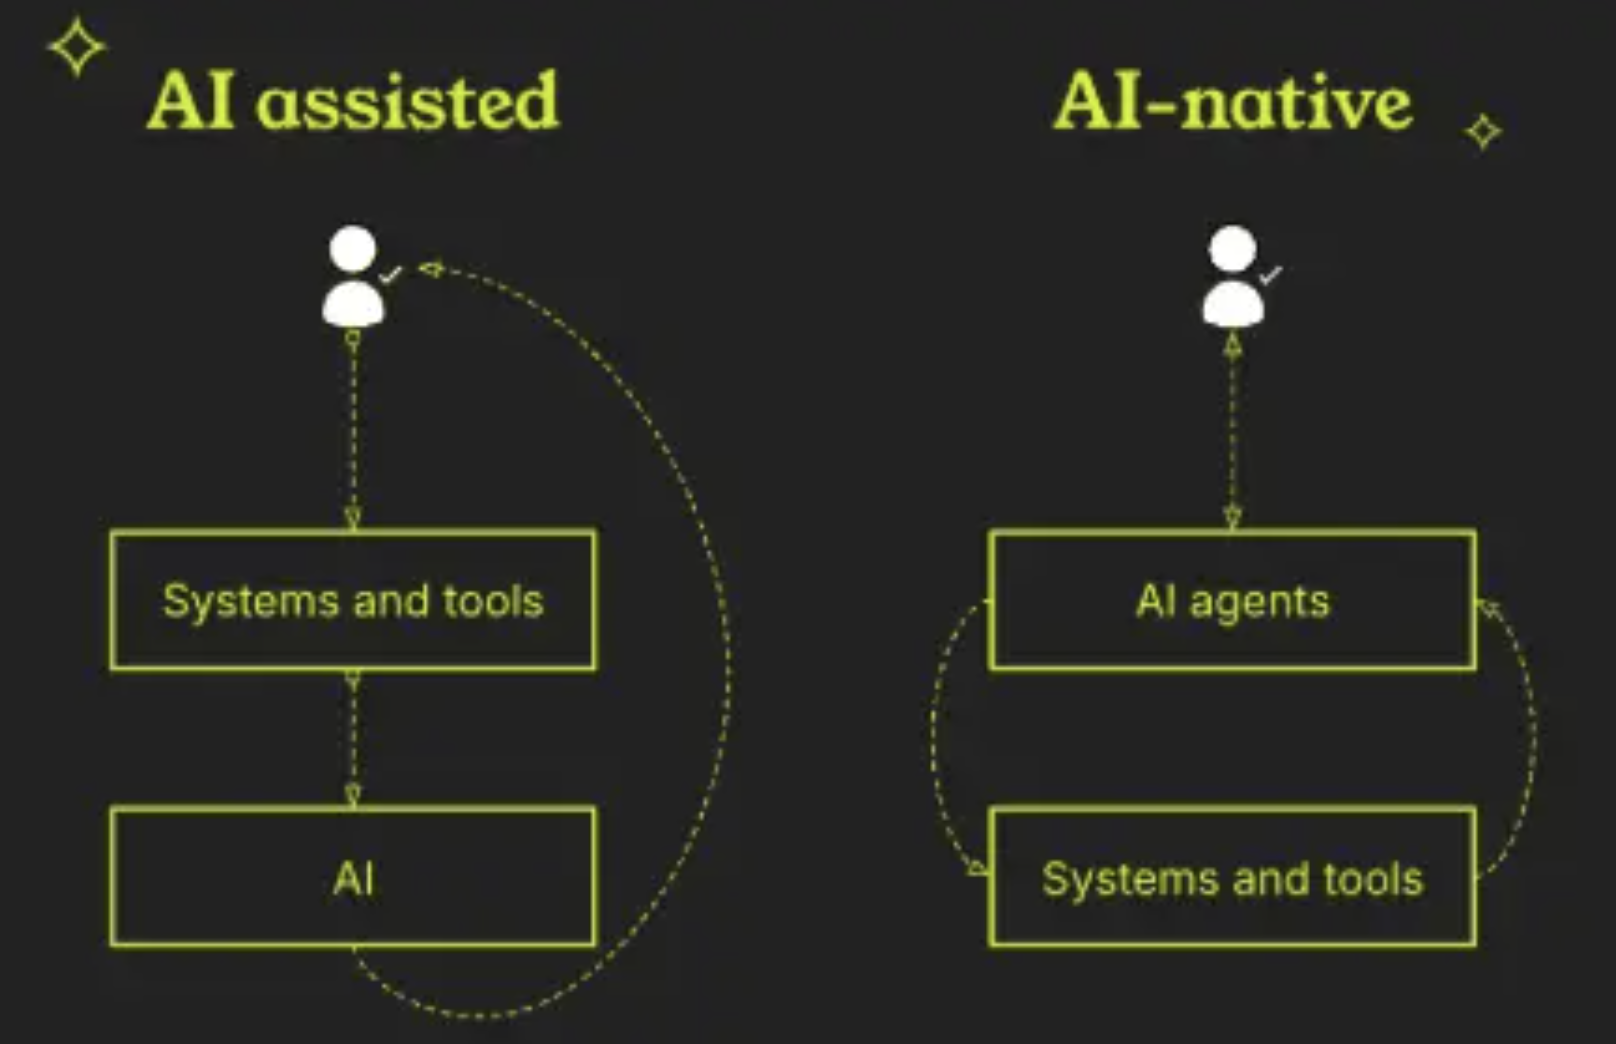 AI assisted
AI-native
Systems and tools
AI agents
AI
Systems and tools